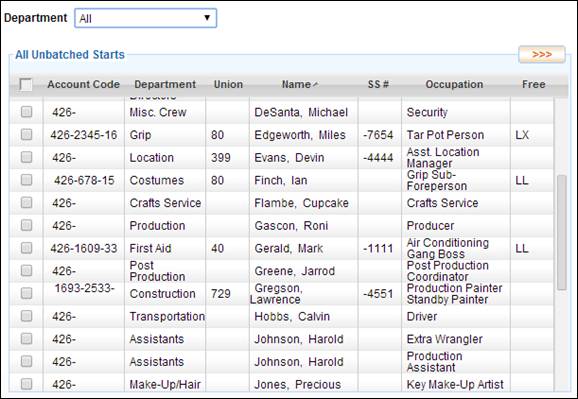 Department All
All Unbatched Starts >>>
Account Code Department Union Name SS # Occupation Free
Directors
426- Misc. Crew DeSanta, Michael Security
426-2345-16 Grip 80 Edgeworth, Miles -7654 Tar Pot Person LX
426- Location 399 Evans, Devin -4444 Asst. Location
Manager
426-678-15 Costumes 80 Finch, Ian Grip Sub-
Foreperson LL
426- Crafts Service Flambe, Cupcake Crafts Service
426- Production Gascon, Roni Producer
426-1609-33 First Aid 40 Gerald, Mark -1111 Air Conditioning
Gang Boss LL
426- Post
Production Greene, Jarrod Post Production
Coordinator
1693-2533- Construction 729 Gregson,
Lawrence -4551 Production Painter
Standby Painter
426- Transportation Hobbs, Calvin Driver
426- Assistants Johnson, Harold Extra Wrangler
426- Assistants Johnson, Harold Production
Assistant
426- Make-Up/Hair Jones, Precious Key Make-Up Artist